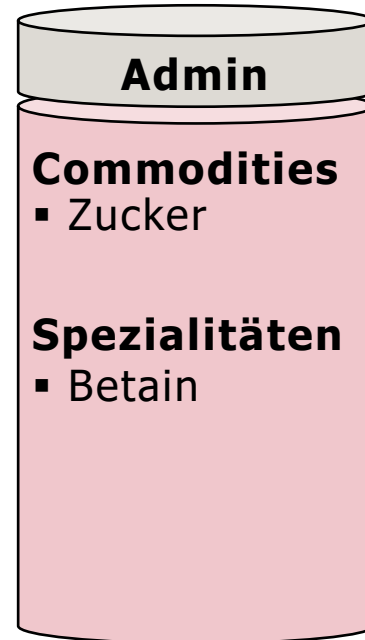 Admin
Commodities
▪ Zucker
Spezialitäten
▪ Betain